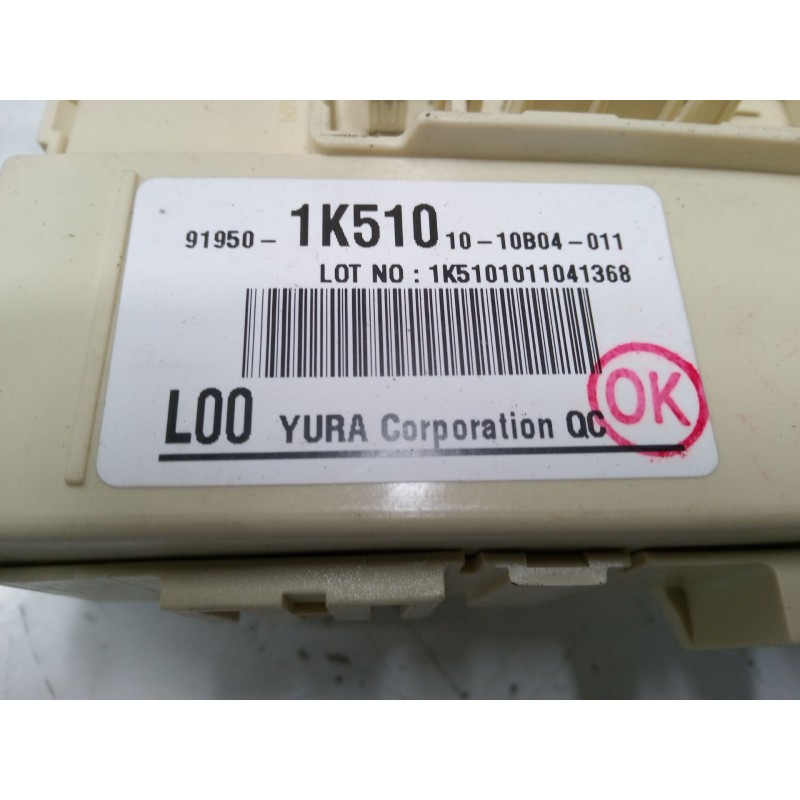 91950- 1K510 10-10B04-011
LOT NO : 1K5101011041368
L00 YURA Corporation QC
OK